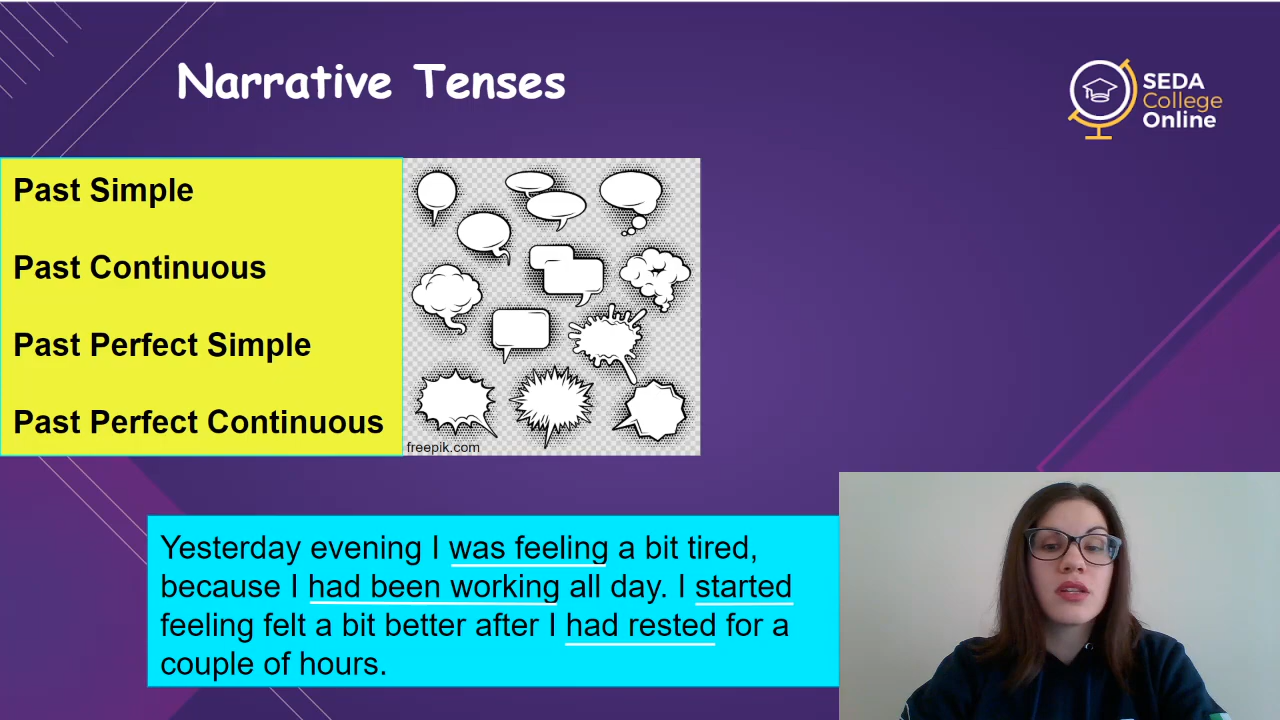 Narrative Tenses
SEDA
College
Online
Past Simple
Past Continuous
Past Perfect Simple
Past Perfect Continuous
freepik.com
Yesterday evening I was feeling a bit tired,
because I had been working all day. I started
feeling felt a bit better after I had rested for a
couple of hours.